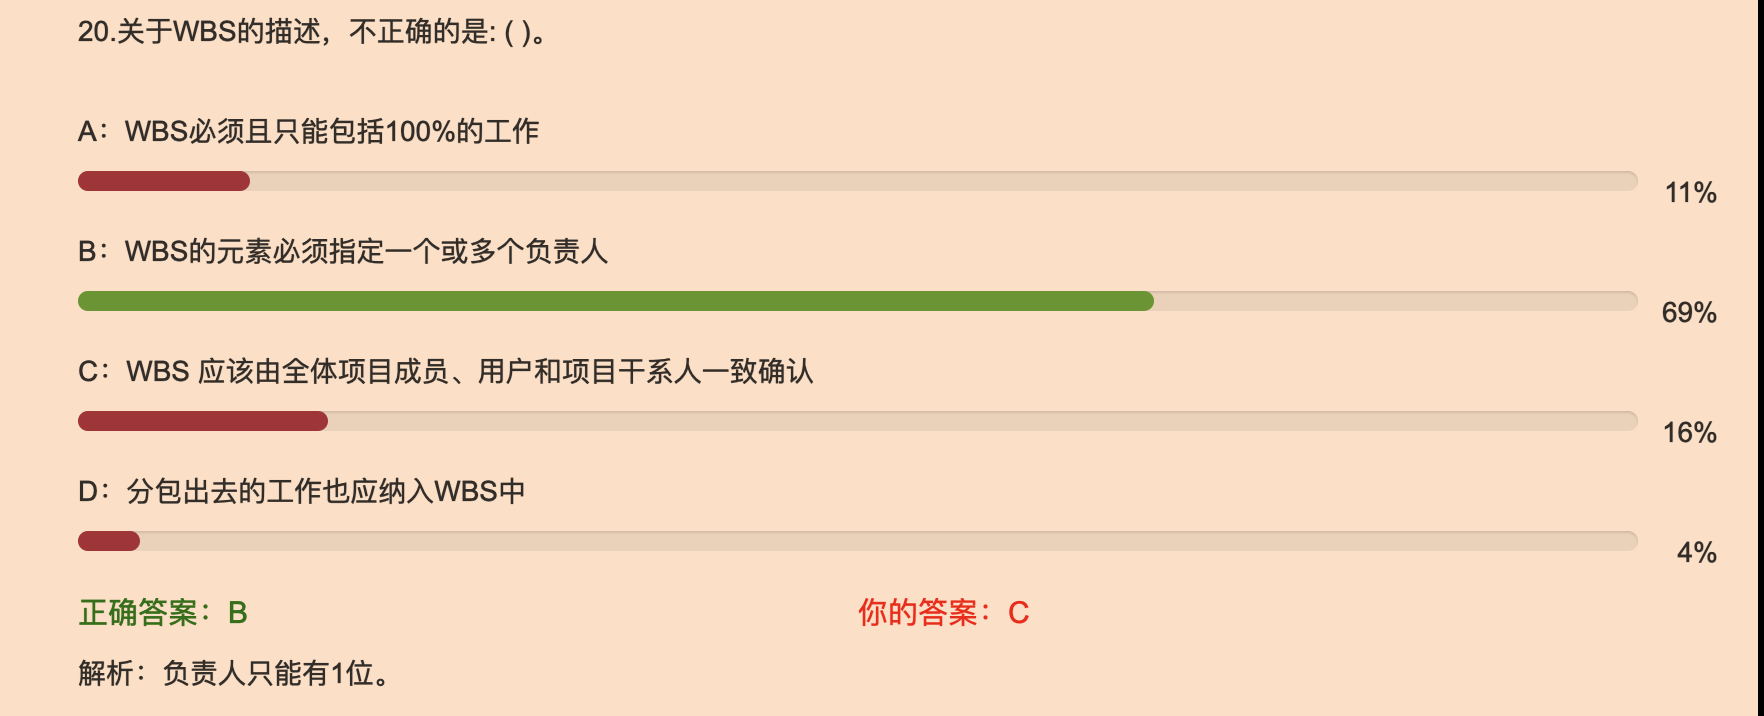 20.关于WBS的描述，不正确的是: ( )。
A：WBS必须且只能包括100%的工作
11%
B：WBS的元素必须指定一个或多个负责人
69%
C：WBS 应该由全体项目成员、用户和项目干系人一致确认
16%
D：分包出去的工作也应纳入WBS中
4%
正确答案：B
你的答案：C
解析：负责人只能有1位。